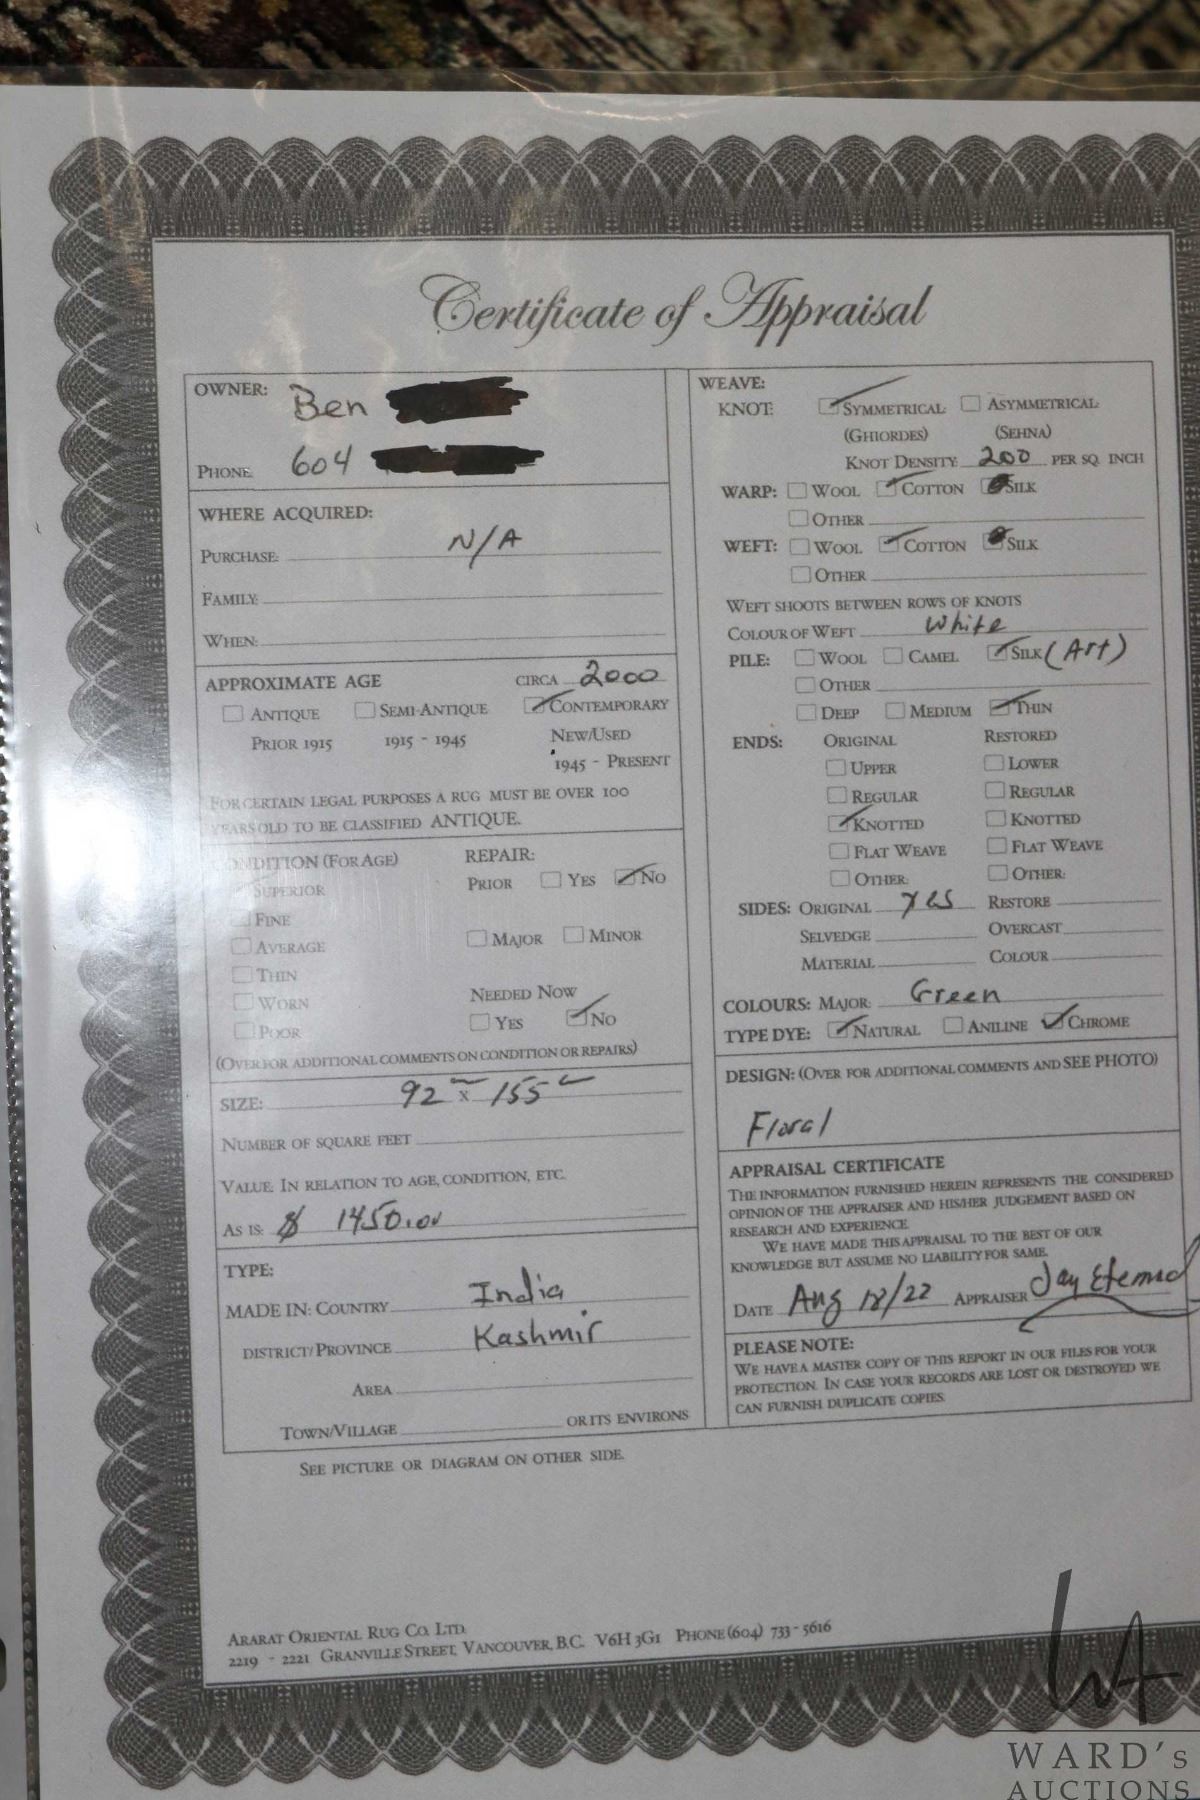 Certificate of Appraisal
OWNER: Ben
PHONE: 604
WHERE ACQUIRED:
PURCHASE: N/A
FAMILY:
WHEN:
APPROXIMATE AGE CIRCA 2000
ANTIQUE SEMI-ANTIQUE CONTEMPORARY
PRIOR 1915 1915 - 1945 NEW/USED
1945 - PRESENT
FOR CERTAIN LEGAL PURPOSES A RUG MUST BE OVER 100
YEARS OLD TO BE CLASSIFIED ANTIQUE.
CONDITION (FOR AGE) REPAIR:
SUPERIOR PRIOR YES NO
FINE
AVERAGE MAJOR MINOR
THIN
WORN NEEDED NOW
POOR YES NO
(OVER FOR ADDITIONAL COMMENTS ON CONDITION OR REPAIRS)
SIZE: 92 x 155
NUMBER OF SQUARE FEET
VALUE: IN RELATION TO AGE, CONDITION, ETC.
AS IS: $ 1450.00
TYPE:
MADE IN: COUNTRY India
DISTRICT/PROVINCE Kashmir
AREA
TOWN/VILLAGE OR ITS ENVIRONS
SEE PICTURE OR DIAGRAM ON OTHER SIDE.
WEAVE:
KNOT: SYMMETRICAL ASYMMETRICAL
(GHIORDES) (SEHNA)
KNOT DENSITY 200 PER SQ. INCH
WARP: WOOL COTTON SILK
OTHER
WEFT: WOOL COTTON SILK
OTHER
WEFT SHOOTS BETWEEN ROWS OF KNOTS
COLOUR OF WEFT White
PILE: WOOL CAMEL SILK (Art)
OTHER
DEEP MEDIUM THIN
ENDS: ORIGINAL RESTORED
UPPER LOWER
REGULAR REGULAR
KNOTTED KNOTTED
FLAT WEAVE FLAT WEAVE
OTHER: OTHER:
SIDES: ORIGINAL Yes RESTORE
SELVEDGE OVERCAST
MATERIAL COLOUR
COLOURS: MAJOR: Green
TYPE DYE: NATURAL ANILINE CHROME
DESIGN: (OVER FOR ADDITIONAL COMMENTS AND SEE PHOTO)
Floral
APPRAISAL CERTIFICATE
THE INFORMATION FURNISHED HEREIN REPRESENTS THE CONSIDERED
OPINION OF THE APPRAISER AND HIS/HER JUDGEMENT BASED ON
RESEARCH AND EXPERIENCE.
WE HAVE MADE THIS APPRAISAL TO THE BEST OF OUR
KNOWLEDGE BUT ASSUME NO LIABILITY FOR SAME.
DATE Aug 18/22 APPRAISER Jay Etemad
PLEASE NOTE:
WE HAVE A MASTER COPY OF THIS REPORT IN OUR FILES FOR YOUR
PROTECTION. IN CASE YOUR RECORDS ARE LOST OR DESTROYED WE
CAN FURNISH DUPLICATE COPIES.
ARARAT ORIENTAL RUG CO. LTD.
2219 - 2221 GRANVILLE STREET, VANCOUVER, B.C. V6H 3G1 PHONE (604) 733-5616
WA
WARD's
AUCTIONS